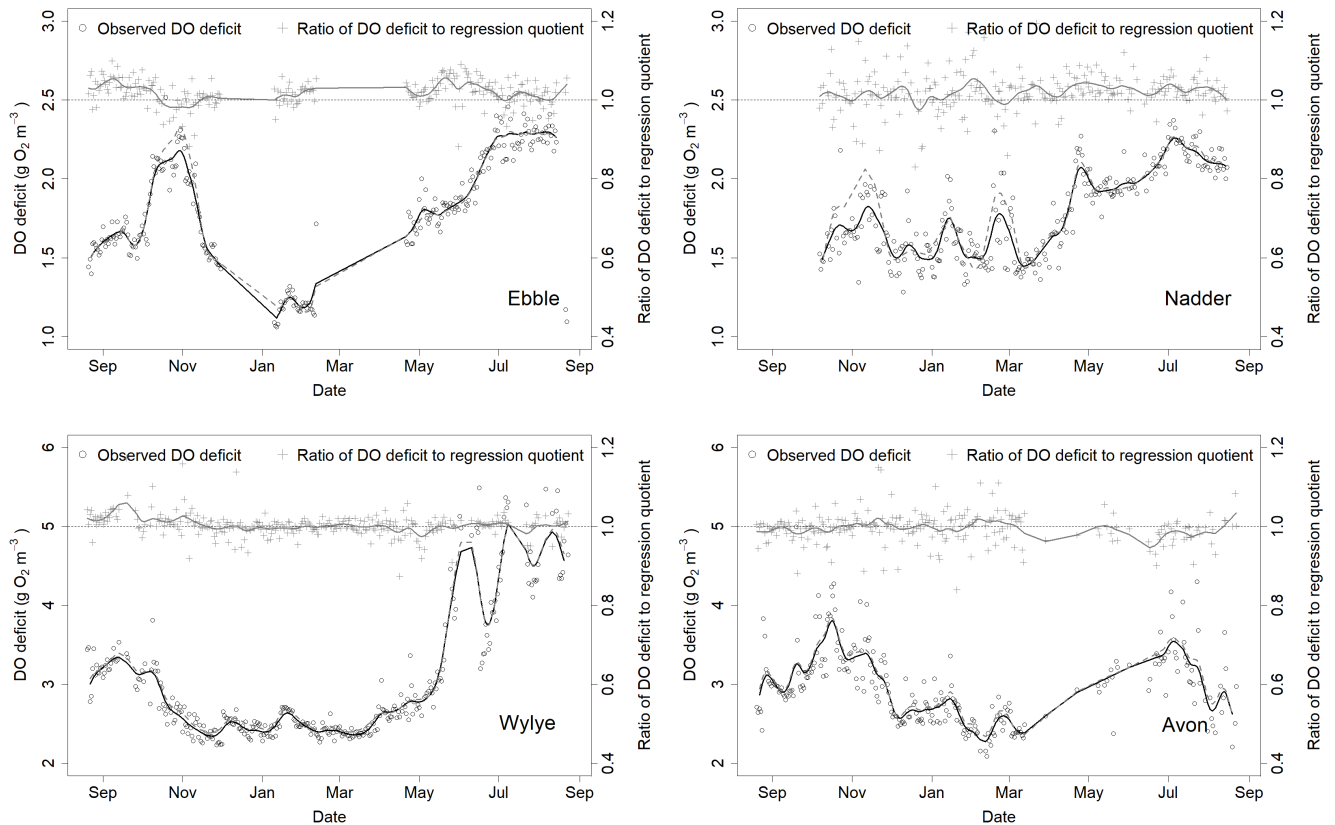 3.0
2.5
2.0
1.5
1.0
DO deficit (g O2 m−3)
Observed DO deficit
Ratio of DO deficit to regression quotient
Ebble
1.2
1.0
0.8
0.6
0.4
Ratio of DO deficit to regression quotient
Sep Nov Jan Mar May Jul Sep
Date
3.0
2.5
2.0
1.5
1.0
DO deficit (g O2 m−3)
Observed DO deficit
Ratio of DO deficit to regression quotient
Nadder
1.2
1.0
0.8
0.6
0.4
Ratio of DO deficit to regression quotient
Sep Nov Jan Mar May Jul Sep
Date
6
5
4
3
2
DO deficit (g O2 m−3)
Observed DO deficit
Ratio of DO deficit to regression quotient
Wylye
1.2
1.0
0.8
0.6
0.4
Ratio of DO deficit to regression quotient
Sep Nov Jan Mar May Jul Sep
Date
6
5
4
3
2
DO deficit (g O2 m−3)
Observed DO deficit
Ratio of DO deficit to regression quotient
Avon
1.2
1.0
0.8
0.6
0.4
Ratio of DO deficit to regression quotient
Sep Nov Jan Mar May Jul Sep
Date